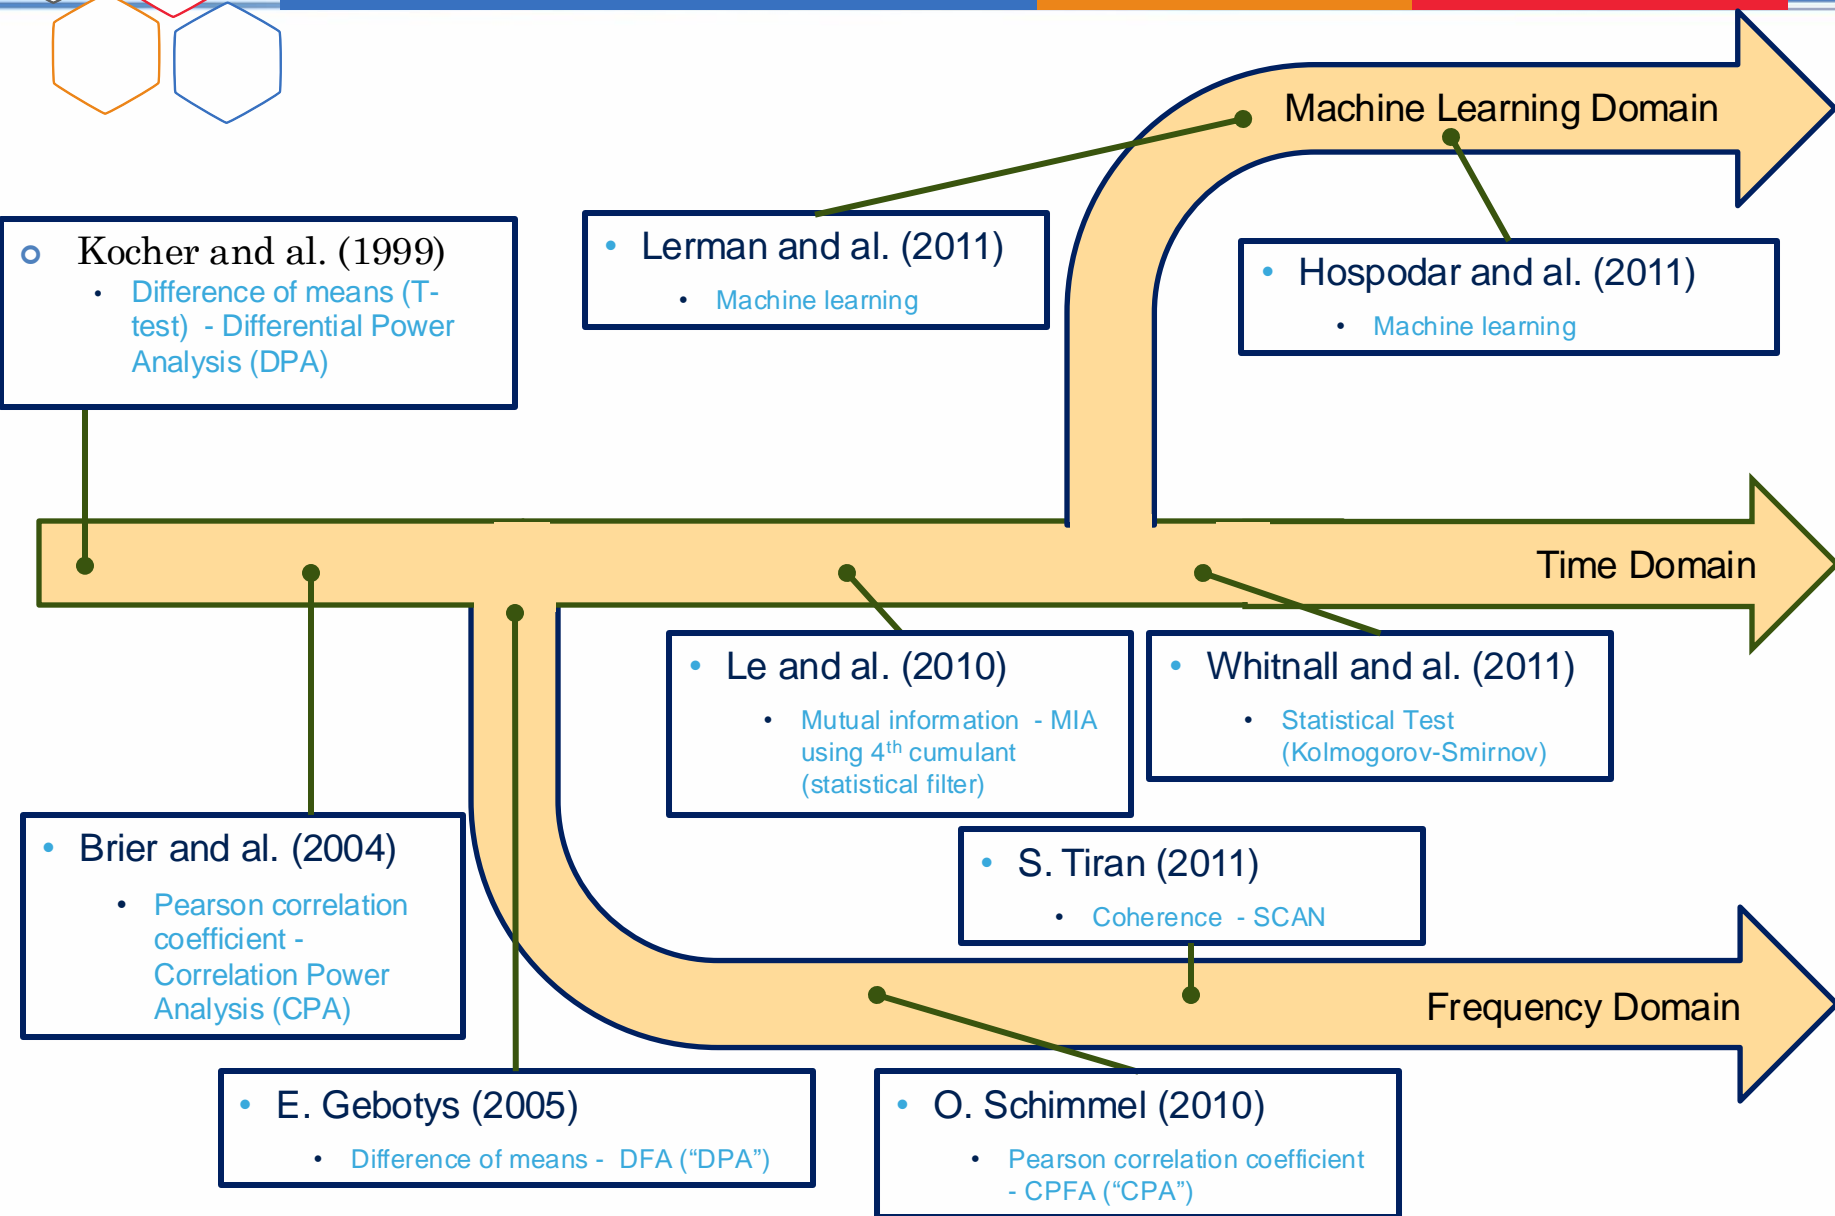 Machine Learning Domain
Kocher and al. (1999)
Difference of means (T-
test)  - Differential Power
Analysis (DPA)
Lerman and al. (2011)
Machine learning
Hospodar and al. (2011)
Machine learning
Time Domain
Le and al. (2010)
Mutual information  - MIA
using 4th cumulant
(statistical filter)
Whitnall and al. (2011)
Statistical Test
(Kolmogorov-Smirnov)
Brier and al. (2004)
Pearson correlation
coefficient -
Correlation Power
Analysis (CPA)
S. Tiran (2011)
Coherence  - SCAN
Frequency Domain
E. Gebotys (2005)
Difference of means -  DFA (“DPA”)
O. Schimmel (2010)
Pearson correlation coefficient
- CPFA (“CPA”)